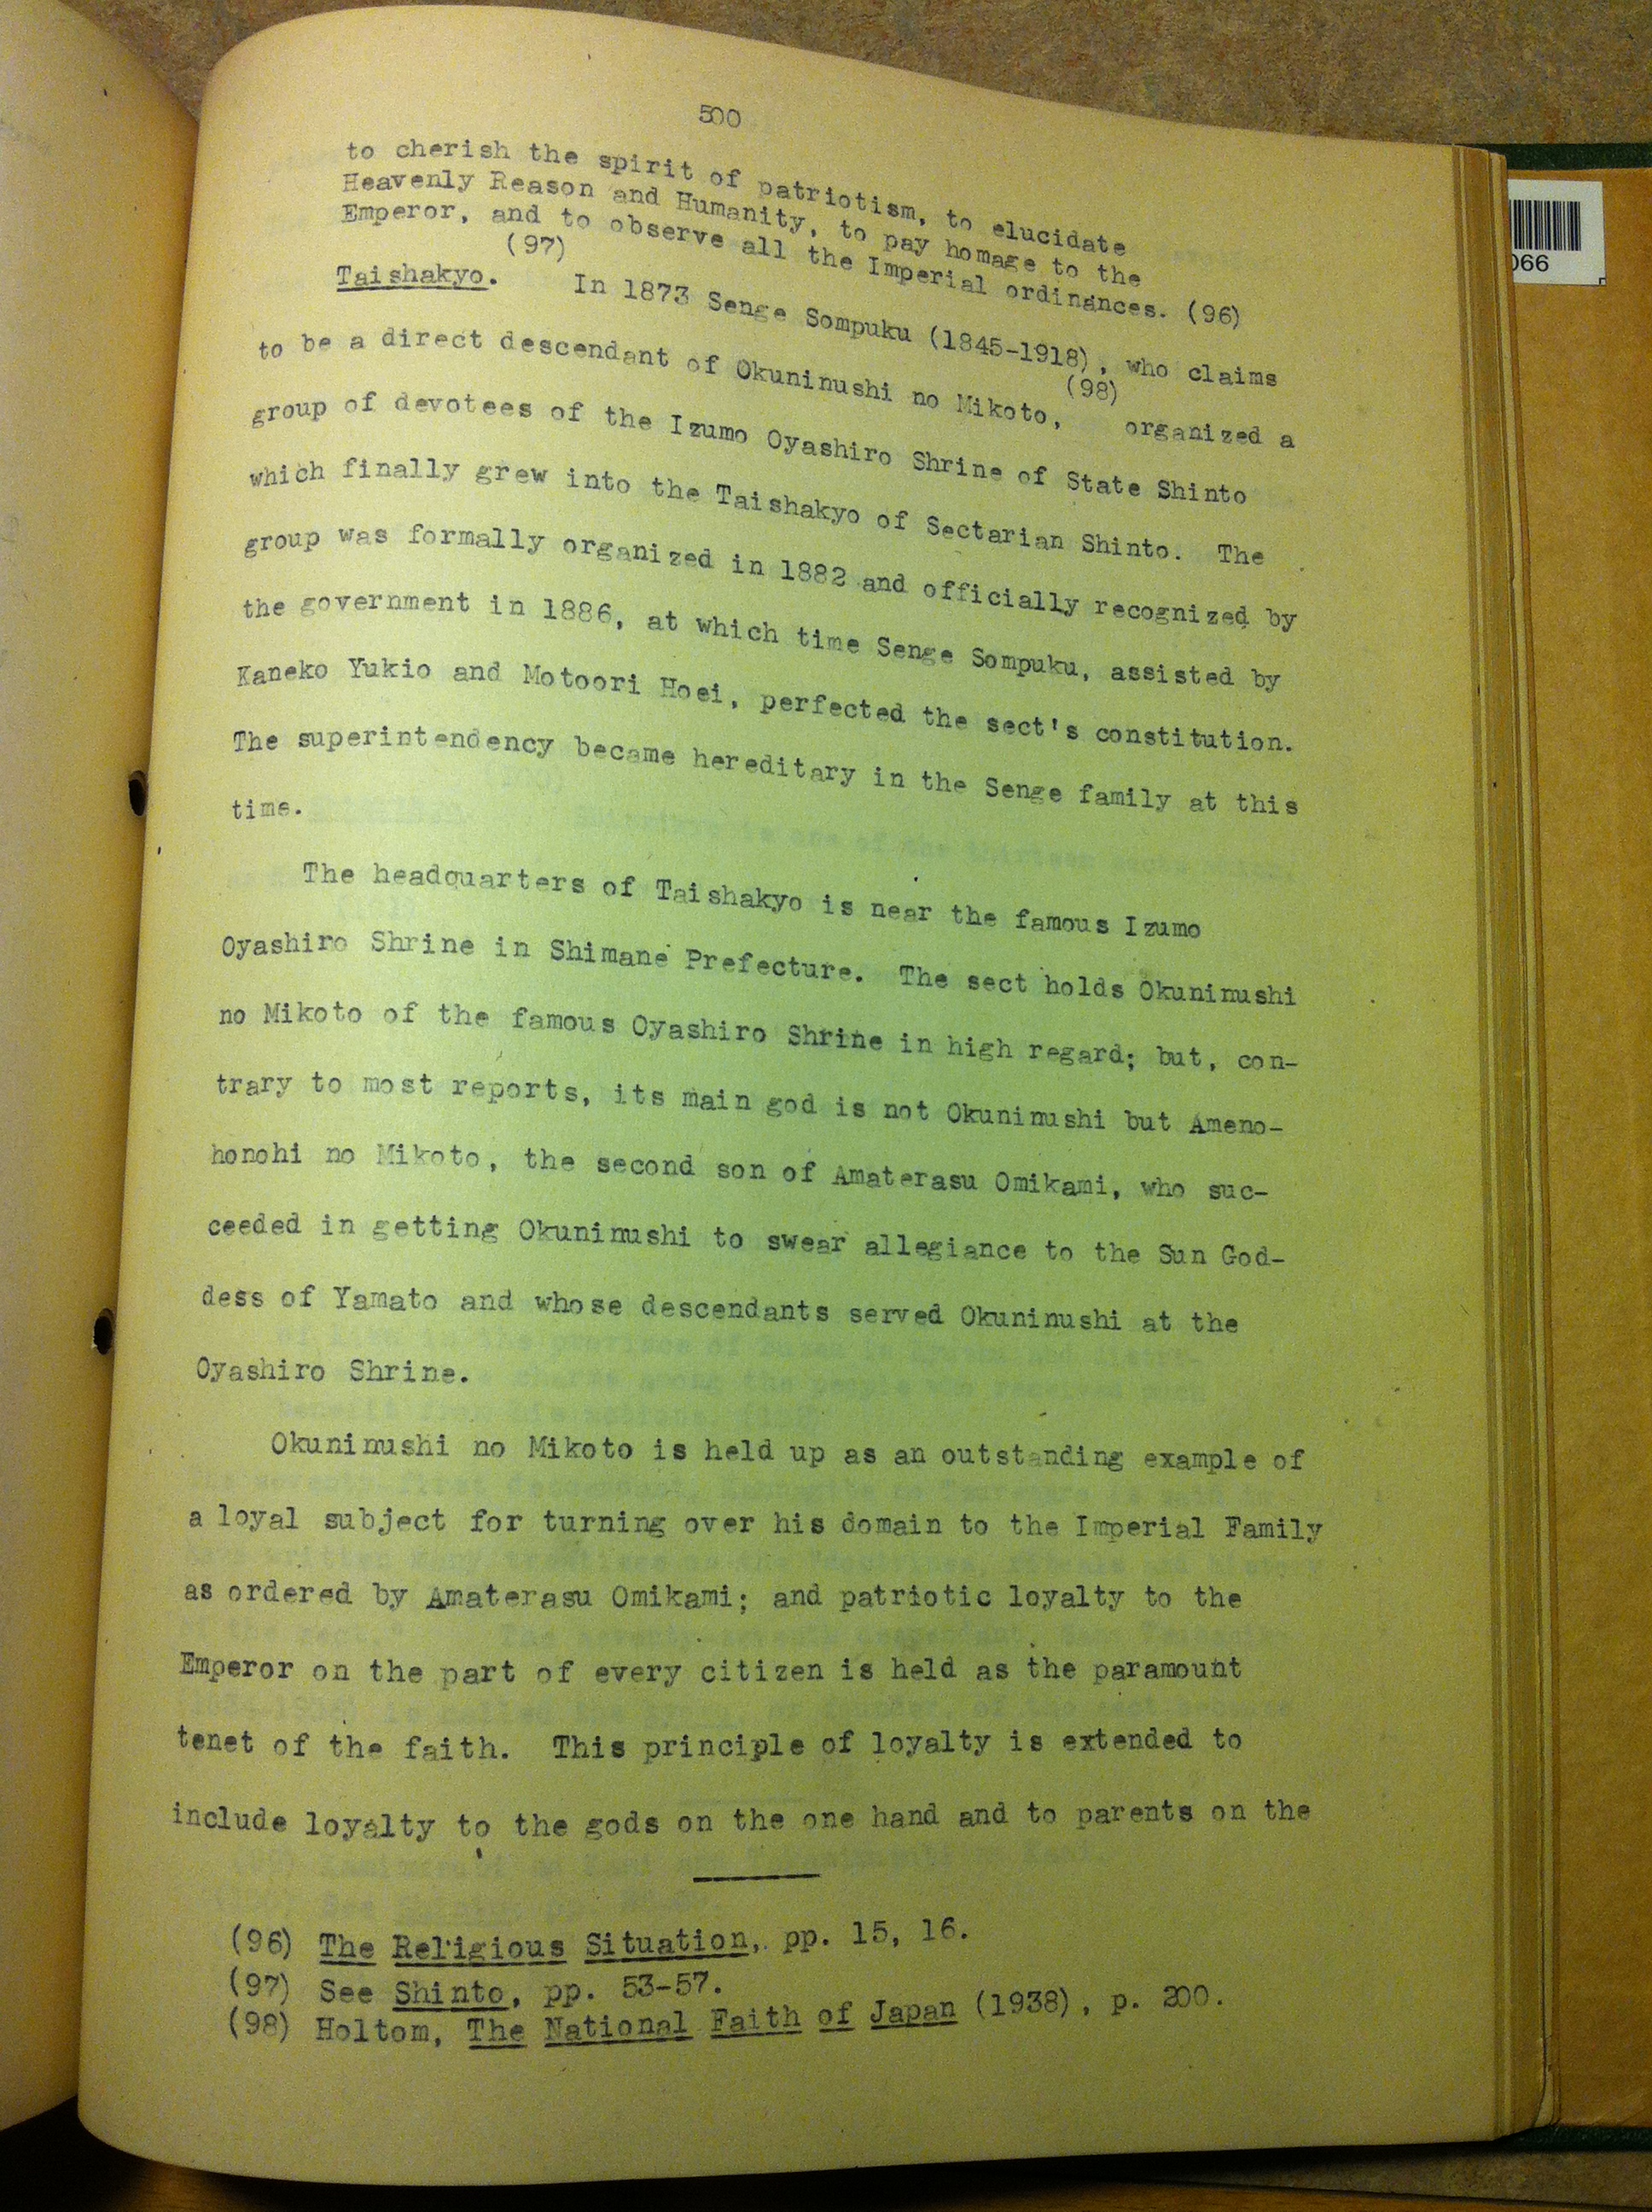 500
to cherish the spirit of patriotism, to elucidate
Heavenly Reason and Humanity, to pay homage to the
Emperor, and to observe all the Imperial ordinances. (96)
(97)
Taishakyo. In 1873 Senge Sompuku (1845-1918), who claims
(98)
to be a direct descendant of Okuninushi no Mikoto, organized a
group of devotees of the Izumo Oyashiro Shrine of State Shinto
which finally grew into the Taishakyo of Sectarian Shinto. The
group was formally organized in 1882 and officially recognized by
the government in 1886, at which time Senge Sompuku, assisted by
Kaneko Yukio and Motoori Hoei, perfected the sect's constitution.
The superintendency became hereditary in the Senge family at this
time.
The headquarters of Taishakyo is near the famous Izumo
Oyashiro Shrine in Shimane Prefecture. The sect holds Okuninushi
no Mikoto of the famous Oyashiro Shrine in high regard; but, con-
trary to most reports, its main god is not Okuninushi but Ameno-
honohi no Mikoto, the second son of Amaterasu Omikami, who suc-
ceeded in getting Okuninushi to swear allegiance to the Sun God-
dess of Yamato and whose descendants served Okuninushi at the
Oyashiro Shrine.
Okuninushi no Mikoto is held up as an outstanding example of
a loyal subject for turning over his domain to the Imperial Family
as ordered by Amaterasu Omikami; and patriotic loyalty to the
Emperor on the part of every citizen is held as the paramount
tenet of the faith. This principle of loyalty is extended to
include loyalty to the gods on the one hand and to parents on the
(96) The Religious Situation, pp. 15, 16.
(97) See Shinto, pp. 53-57.
(98) Holtom, The National Faith of Japan (1938), p. 200.
066